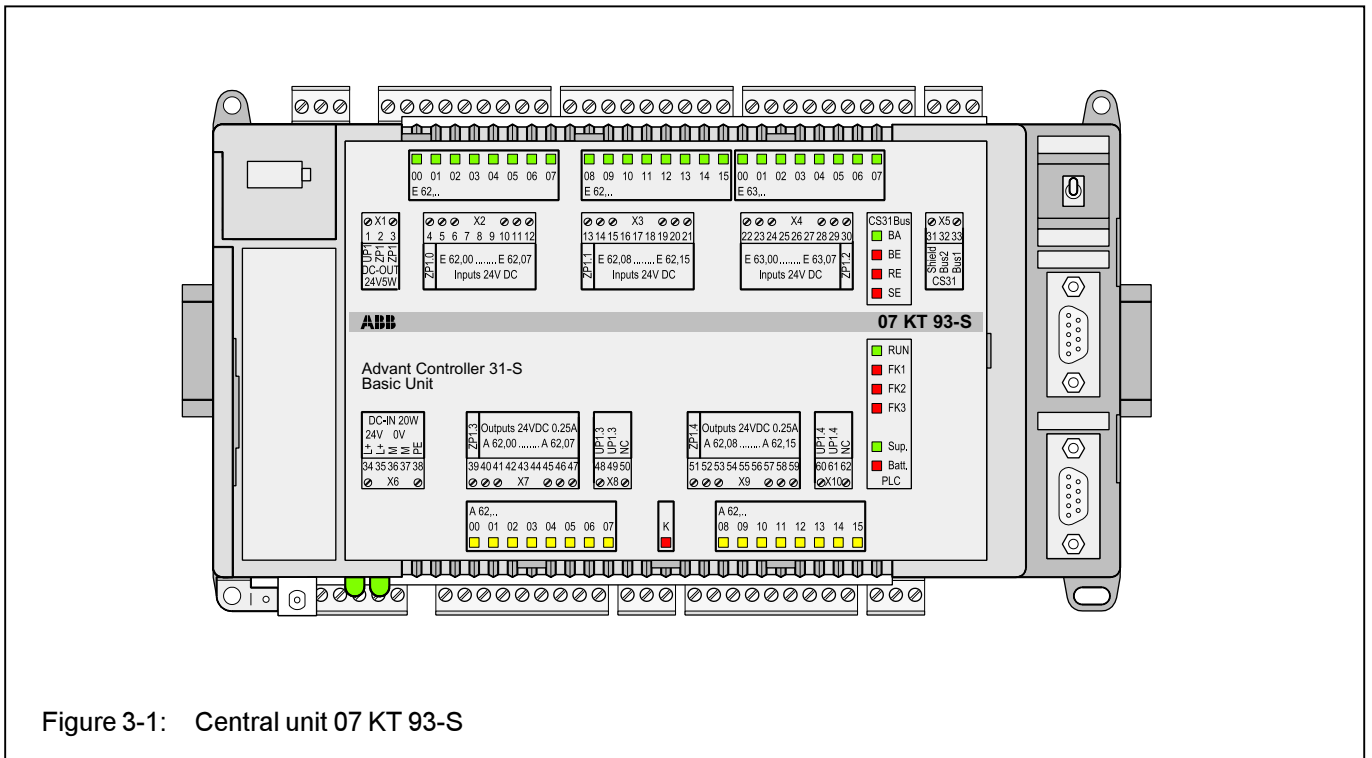 00 01 02 03 04 05 06 07
E 62,..
08 09 10 11 12 13 14 15
E 62,..
00 01 02 03 04 05 06 07
E 63,..
X1
1 2 3
UP1
ZP1
ZP1
DC-OUT
24V5W
X2
4 5 6 7 8 9 10 11 12
ZP1.0
E 62,00 ........ E 62,07
Inputs 24V DC
X3
13 14 15 16 17 18 19 20 21
ZP1.1
E 62,08 ........ E 62,15
Inputs 24V DC
X4
22 23 24 25 26 27 28 29 30
E 63,00 ........ E 63,07
Inputs 24V DC
ZP1.2
CS31Bus
BA
BE
RE
SE
X5
31 32 33
Shield
Bus2
Bus1
CS31
ABB
07 KT 93-S
Advant Controller 31-S
Basic Unit
RUN
FK1
FK2
FK3
Sup.
Batt.
PLC
DC-IN 20W
24V 0V
L+
L+
M
M
PE
34 35 36 37 38
X6
ZP1.3
Outputs 24VDC 0.25A
A 62,00 ........ A 62,07
39 40 41 42 43 44 45 46 47
X7
UP1.3
UP1.3
NC
48 49 50
X8
ZP1.4
Outputs 24VDC 0.25A
A 62,08 ........ A 62,15
51 52 53 54 55 56 57 58 59
X9
UP1.4
UP1.4
NC
60 61 62
X10
A 62,..
00 01 02 03 04 05 06 07
K
A 62,..
08 09 10 11 12 13 14 15
Figure 3-1: Central unit 07 KT 93-S